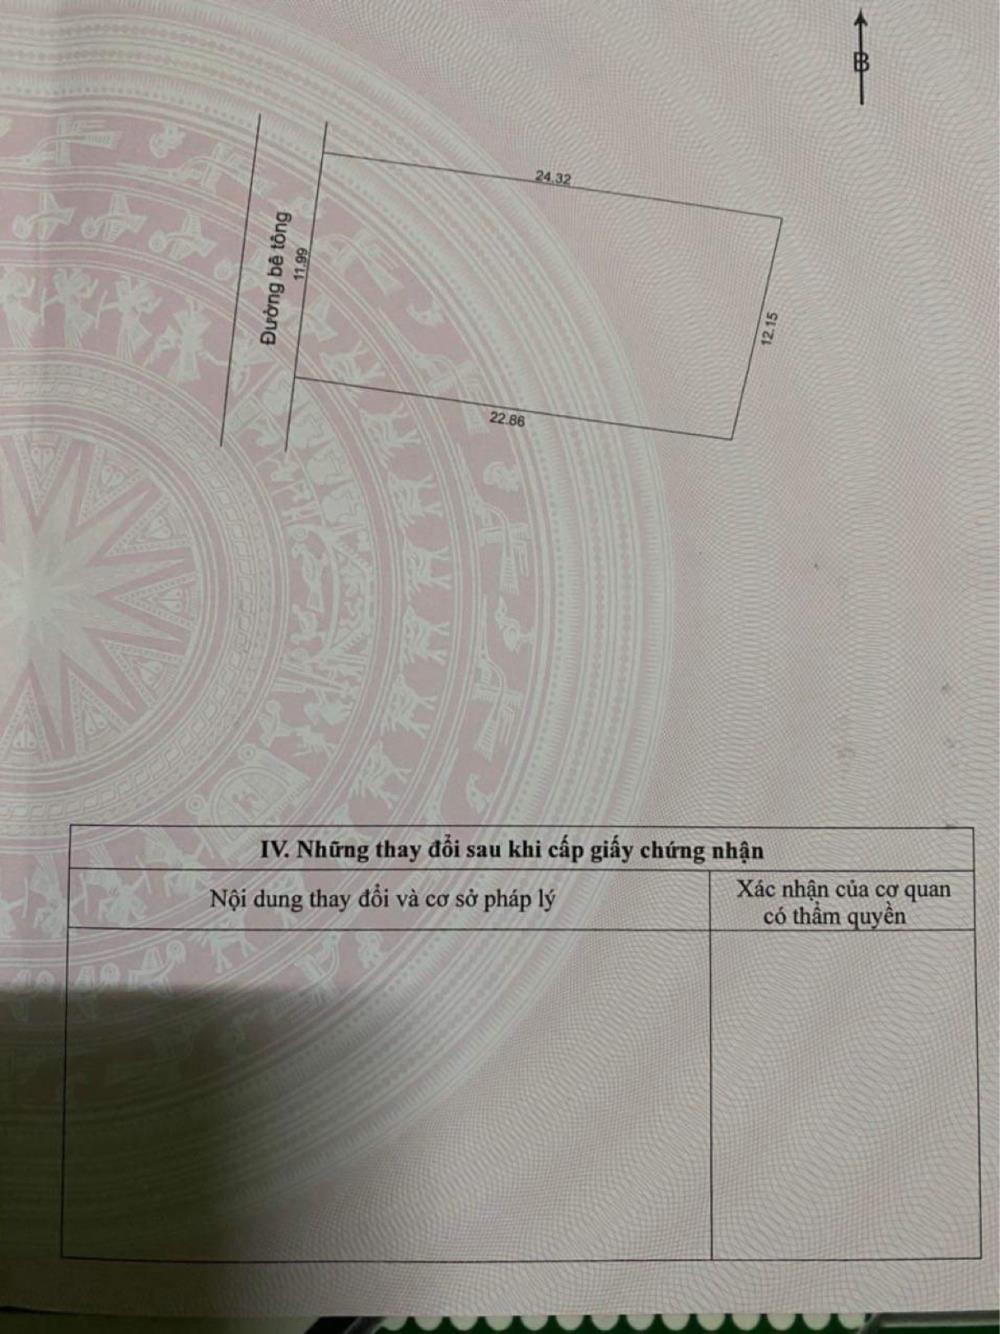 B
24.32
Đường bê tông
11.99
12.15
22.86
IV. Những thay đổi sau khi cấp giấy chứng nhận
Nội dung thay đổi và cơ sở pháp lý
Xác nhận của cơ quan
có thẩm quyền